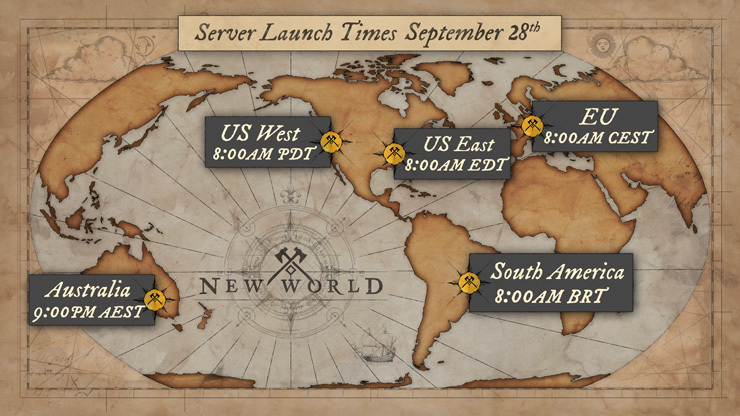 Server Launch Times September 28th
US West
8:00AM PDT
US East
8:00AM EDT
EU
8:00AM CEST
Australia
9:00PM AEST
NEW WORLD
South America
8:00AM BRT